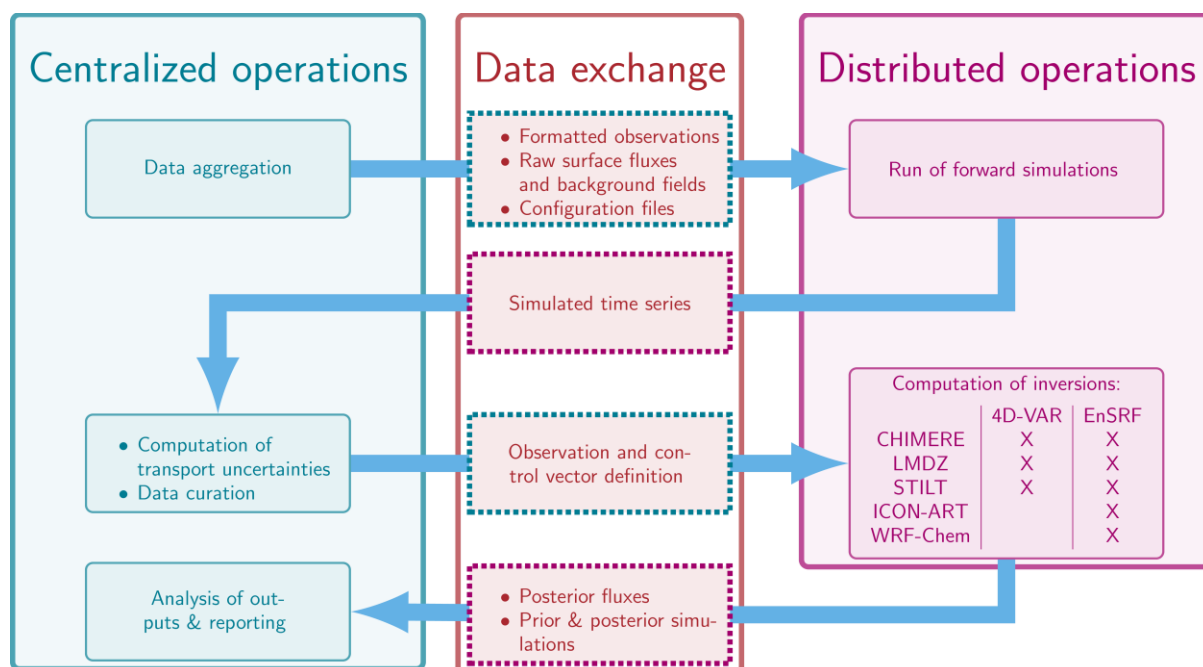 Centralized operations
Data exchange
Distributed operations
Data aggregation
• Formatted observations
• Raw surface fluxes
and background fields
• Configuration files
Run of forward simulations
Simulated time series
• Computation of
transport uncertainties
• Data curation
Observation and con-
trol vector definition
Computation of inversions:
4D-VAR EnSRF
CHIMERE X X
LMDZ X X
STILT X X
ICON-ART X
WRF-Chem X
Analysis of out-
puts & reporting
• Posterior fluxes
• Prior & posterior simu-
lations